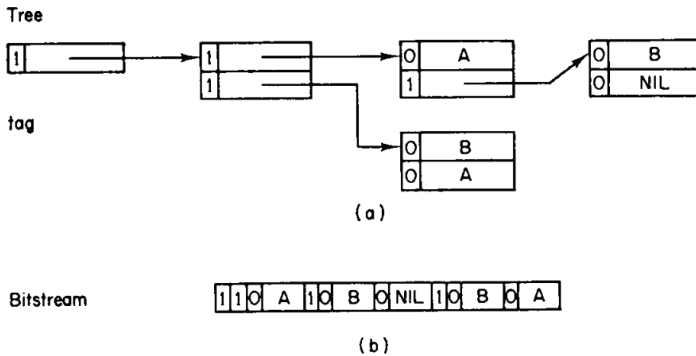 Tree
1 1 0 A 0 B
1 1 0 NIL
tag
0 B
0 A
(a)
Bitstream 1 1 0 A 1 0 B 0 NIL 1 0 B 0 A
(b)